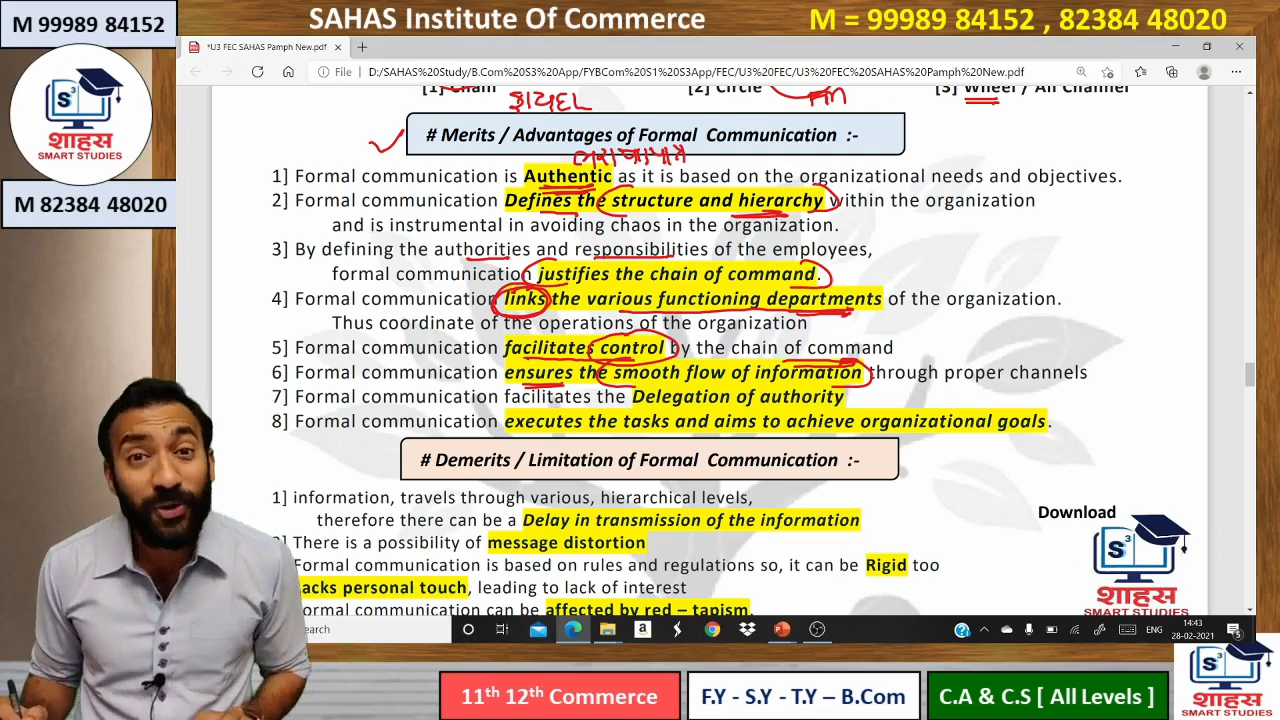 M 99989 84152
SAHAS Institute Of Commerce
M = 99989 84152 , 82384 48020
S³
शाहस
SMART STUDIES
M 82384 48020
*U3 FEC SAHAS Pamph New.pdf
File
D:/SAHAS%20Study/B.Com%20S3%20App/FYBCom%20S1%20S3App/FEC/U3%20FEC/U3%20FEC%20SAHAS%20Pamph%20New.pdf
[1] Chain [2] Circle [3] Wheel / All Channel
# Merits / Advantages of Formal Communication :-
1] Formal communication is Authentic as it is based on the organizational needs and objectives.
2] Formal communication Defines the structure and hierarchy within the organization
and is instrumental in avoiding chaos in the organization.
3] By defining the authorities and responsibilities of the employees,
formal communication justifies the chain of command.
4] Formal communication links the various functioning departments of the organization.
Thus coordinate of the operations of the organization
5] Formal communication facilitates control by the chain of command
6] Formal communication ensures the smooth flow of information through proper channels
7] Formal communication facilitates the Delegation of authority
8] Formal communication executes the tasks and aims to achieve organizational goals.
# Demerits / Limitation of Formal Communication :-
1] information, travels through various, hierarchical levels,
therefore there can be a Delay in transmission of the information
There is a possibility of message distortion
Formal communication is based on rules and regulations so, it can be Rigid too
personal touch, leading to lack of interest
communication can be affected by red – tapism.
Download
S³
शाहस
SMART STUDIES
ENG
14:43
28-02-2021
S³
शाहस
SMART STUDIES
11th 12th Commerce
F.Y - S.Y - T.Y – B.Com
C.A & C.S [ All Levels ]